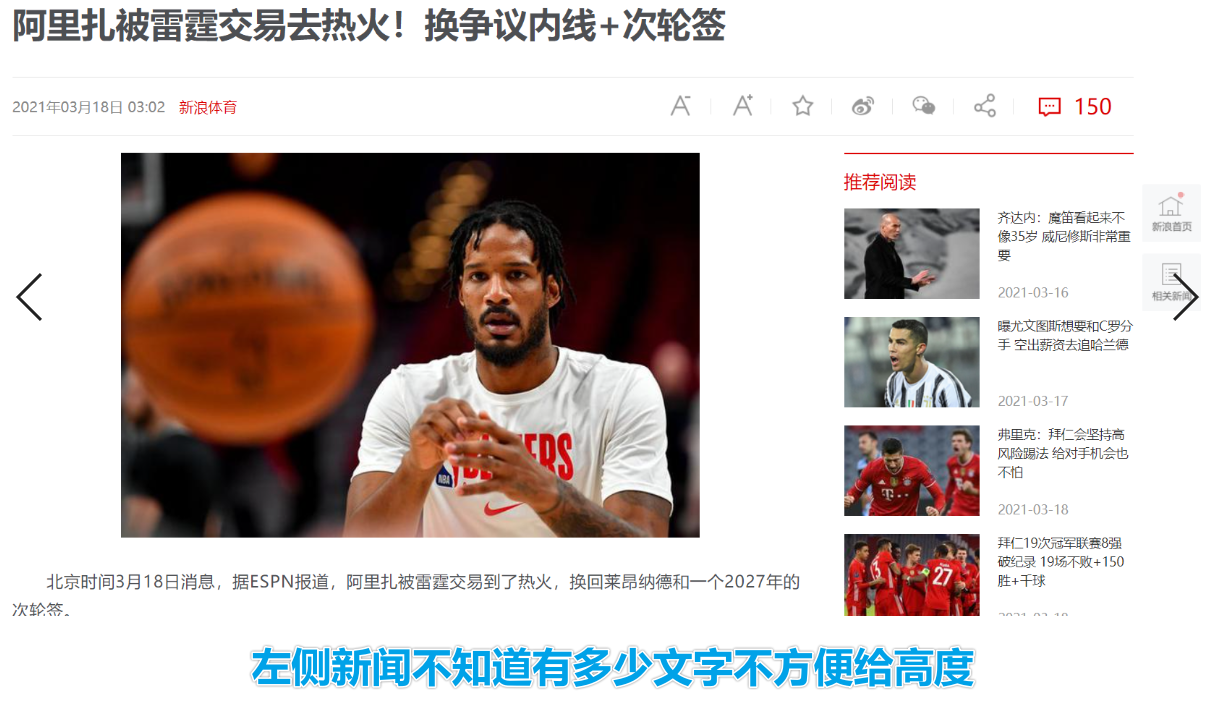 阿里扎被雷霆交易去热火！换争议内线+次轮签
2021年03月18日 03:02 新浪体育
150
推荐阅读
齐达内：魔笛看起来不
像35岁 威尼修斯非常重
要
2021-03-16
新浪首页
相关新闻
曝尤文图斯想要和C罗分
手 空出薪资去追哈兰德
2021-03-17
弗里克：拜仁会坚持高
风险踢法 给对手机会也
不怕
2021-03-18
拜仁19次冠军联赛8强
破纪录 19场不败+150
胜+千球
2021-03-18
北京时间3月18日消息，据ESPN报道，阿里扎被雷霆交易到了热火，换回莱昂纳德和一个2027年的
次轮签。
左侧新闻不知道有多少文字不方便给高度